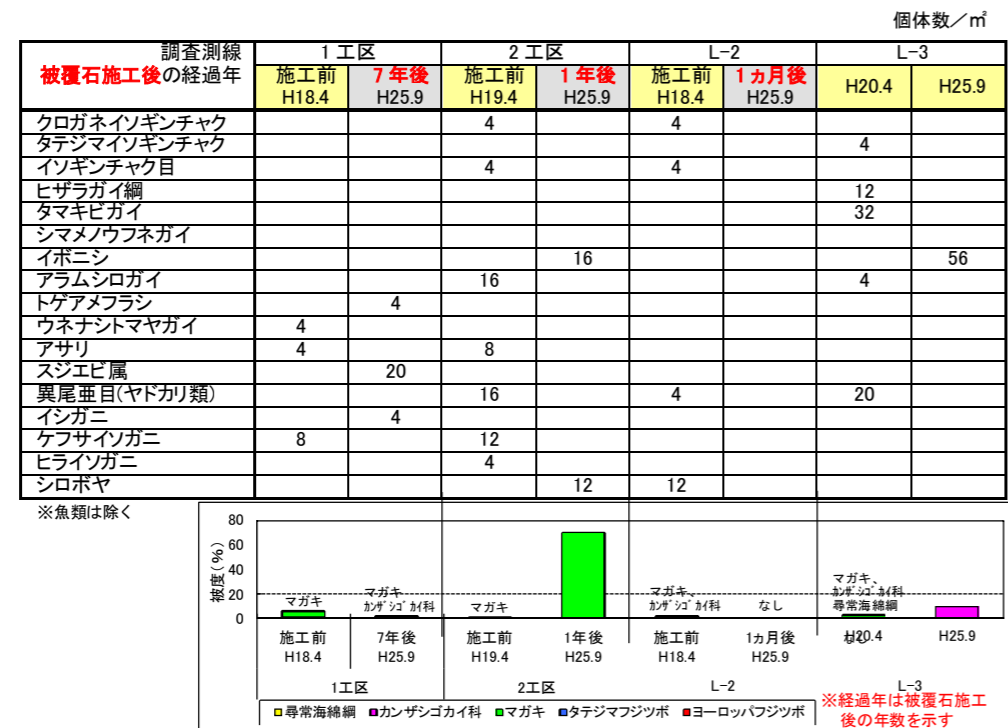 個体数／㎡
調査測線 1工区 2工区 L-2 L-3
被覆石施工後の経過年 施工前 7年後 施工前 1年後 施工前 1ヵ月後 H20.4 H25.9
H18.4 H25.9 H19.4 H25.9 H18.4 H25.9
クロガネイソギンチャク 4 4
タテジマイソギンチャク 4
イソギンチャク目 4 4
ヒザラガイ綱 12
タマキビガイ 32
シマメノウフネガイ
イボニシ 16 56
アラムシロガイ 16 4
トゲアメフラシ 4
ウネナシトマヤガイ 4
アサリ 4 8
スジエビ属 20
異尾亜目(ヤドカリ類) 16 4 20
イシガニ 4
ケフサイソガニ 8 12
ヒライソガニ 4
シロボヤ 12 12
※魚類は除く
被度(%)
80
60
40
20
0
マガキ
マガキ、
ｶﾝｻﾞｼｺﾞｶｲ科
マガキ
マガキ、
ｶﾝｻﾞｼｺﾞｶｲ科
なし
マガキ、
ｶﾝｻﾞｼｺﾞｶｲ科
尋常海綿綱
施工前 7年後 施工前 1年後 施工前 1ヵ月後 H20.4 H25.9
H18.4 H25.9 H19.4 H25.9 H18.4 H25.9
1工区 2工区 L-2 L-3
尋常海綿綱 カンザシゴカイ科 マガキ タテジマフジツボ ヨーロッパフジツボ
※経過年は被覆石施工
後の年数を示す